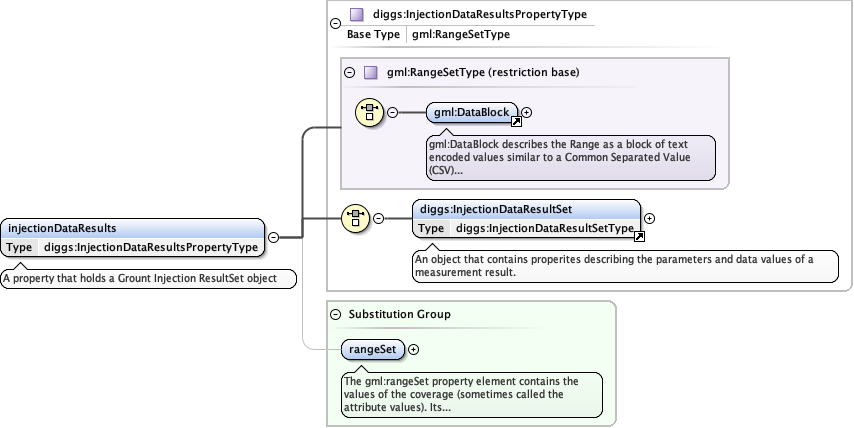 diggs:InjectionDataResultsPropertyType
Base Type gml:RangeSetType
gml:RangeSetType (restriction base)
gml:DataBlock
gml:DataBlock describes the Range as a block of text
encoded values similar to a Common Separated Value
(CSV)...
injectionDataResults
Type diggs:InjectionDataResultsPropertyType
A property that holds a Grount Injection ResultSet object
diggs:InjectionDataResultSet
Type diggs:InjectionDataResultSetType
An object that contains properites describing the parameters and data values of a
measurement result.
Substitution Group
rangeSet
The gml:rangeSet property element contains the
values of the coverage (sometimes called the
attribute values). Its...